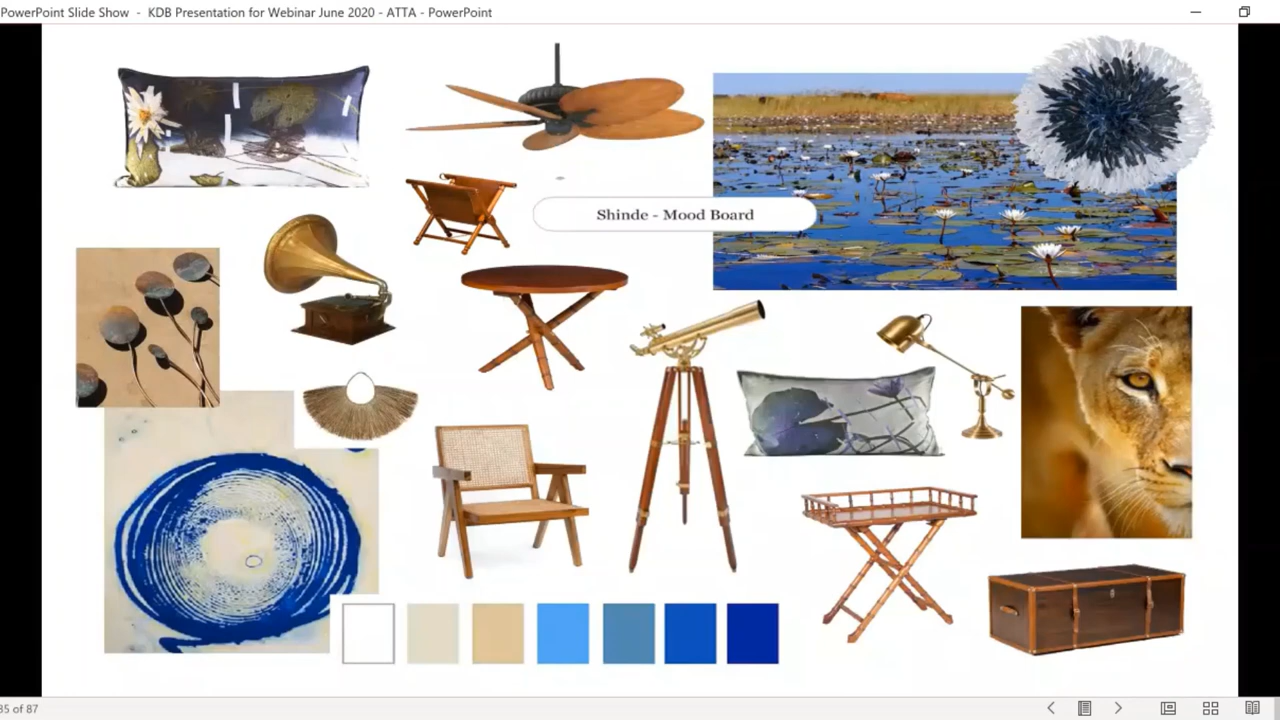 PowerPoint Slide Show - KDB Presentation for Webinar June 2020 - ATTA - PowerPoint
Shinde - Mood Board
35 of 87